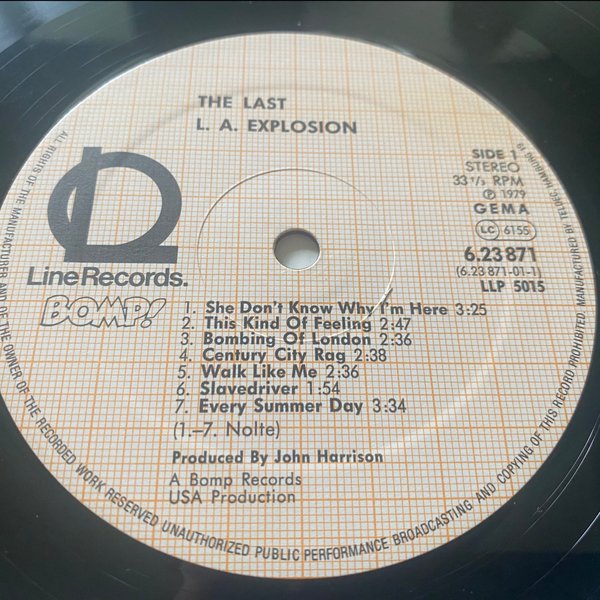 THE LAST
L. A. EXPLOSION
SIDE 1
STEREO
33 1/3 RPM
Ⓟ 1979
GEMA
LC 6155
6.23 871
(6.23 871-01-1)
LLP 5015
Line Records.
BOMP!
1. She Don't Know Why I'm Here 3:25
2. This Kind Of Feeling 2:47
3. Bombing of London 2:36
4. Century City Rag 2:38
5. Walk Like Me 2:36
6. Slavedriver 1:54
7. Every Summer Day 3:34
(1.–7. Nolte)
Produced By John Harrison
A Bomp Records
USA Production
ALL RIGHTS OF THE MANUFACTURER AND OF THE OWNER OF THE RECORDED WORK RESERVED UNAUTHORIZED PUBLIC PERFORMANCE BROADCASTING AND COPYING OF THIS RECORD PROHIBITED. MANUFACTURED BY TELDEC HAMBURG 19